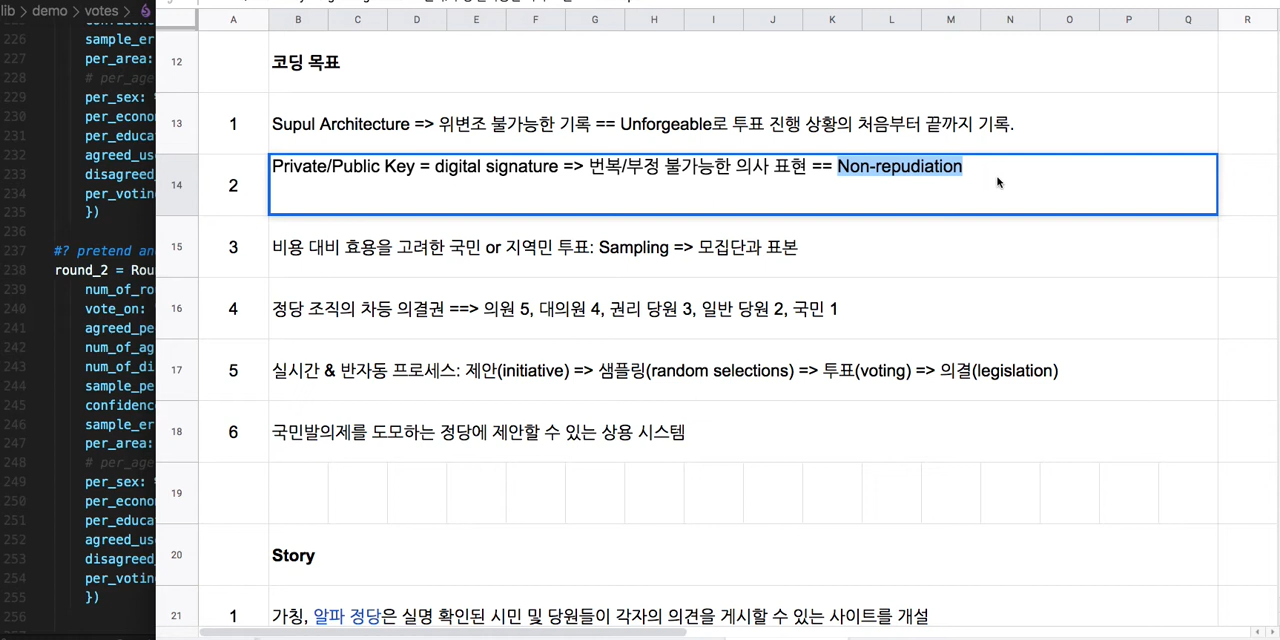 lib > demo > votes >
A B C D E F G H I J K L M N O P Q R
226 sample_er
227 per_area:
228 # per_age
229 per_sex:
230 per_econo
231 per_educa
232 agreed_us
233 disagreed_
234 per_votin
235 })
236
237 #? pretend an
238 round_2 = Rou
239 num_of_ro
240 vote_on:
241 agreed_pe
242 num_of_ag
243 num_of_di
244 sample_pe
245 confidenc
246 sample_er
247 per_area:
248 # per_age
249 per_sex:
250 per_econo
251 per_educa
252 agreed_us
253 disagreed_
254 per_voting
255 })
256
12 코딩 목표
13 1 Supul Architecture => 위변조 불가능한 기록 == Unforgeable로 투표 진행 상황의 처음부터 끝까지 기록.
14 2 Private/Public Key = digital signature => 번복/부정 불가능한 의사 표현 == Non-repudiation
15 3 비용 대비 효용을 고려한 국민 or 지역민 투표: Sampling => 모집단과 표본
16 4 정당 조직의 차등 의결권 ==> 의원 5, 대의원 4, 권리 당원 3, 일반 당원 2, 국민 1
17 5 실시간 & 반자동 프로세스: 제안(initiative) => 샘플링(random selections) => 투표(voting) => 의결(legislation)
18 6 국민발의제를 도모하는 정당에 제안할 수 있는 상용 시스템
19
20 Story
21 1 가칭, 알파 정당은 실명 확인된 시민 및 당원들이 각자의 의견을 게시할 수 있는 사이트를 개설